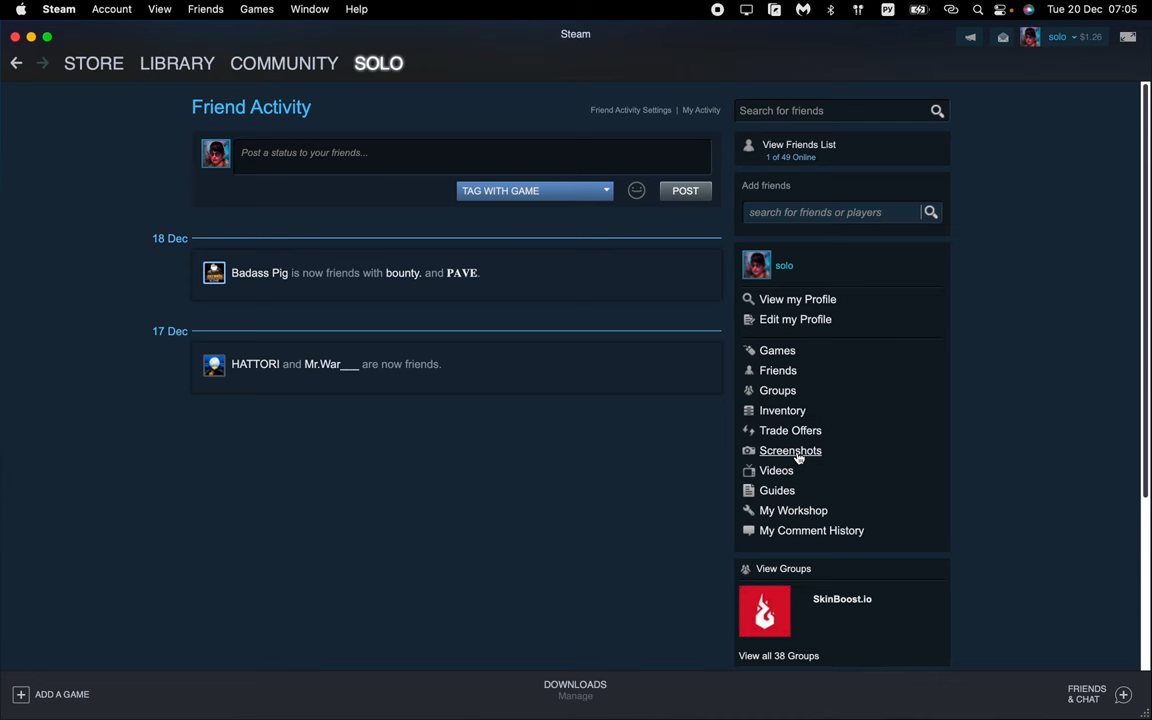 Steam Account View Friends Games Window Help РУ Tue 20 Dec 07:05
Steam
solo $1.26
STORE LIBRARY COMMUNITY SOLO
Friend Activity
Friend Activity Settings | My Activity
Post a status to your friends...
TAG WITH GAME
POST
18 Dec
Badass Pig is now friends with bounty. and PAVE.
17 Dec
HATTORI and Mr.War___ are now friends.
Search for friends
View Friends List
1 of 49 Online
Add friends
search for friends or players
solo
View my Profile
Edit my Profile
Games
Friends
Groups
Inventory
Trade Offers
Screenshots
Videos
Guides
My Workshop
My Comment History
View Groups
SkinBoost.io
View all 38 Groups
ADD A GAME
DOWNLOADS
Manage
FRIENDS
& CHAT